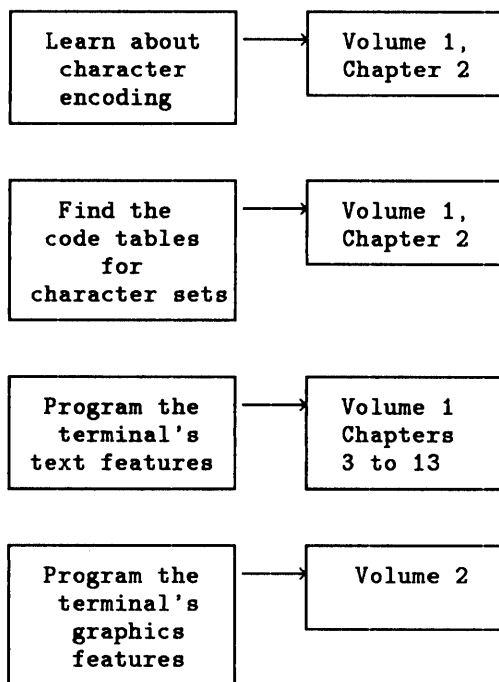 Learn about
character
encoding
Volume 1,
Chapter 2
Find the
code tables
for
character sets
Volume 1,
Chapter 2
Program the
terminal's
text features
Volume 1
Chapters
3 to 13
Program the
terminal's
graphics
features
Volume 2